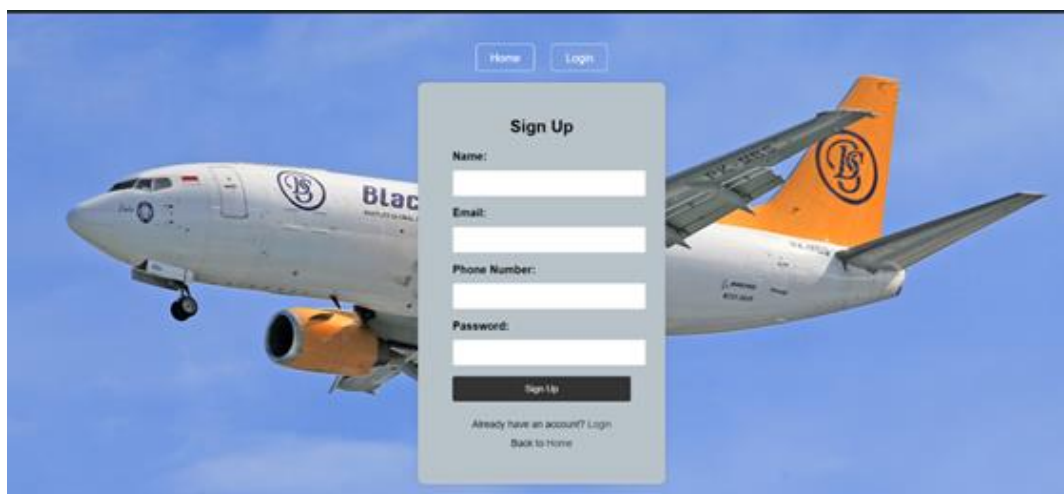 Home
Login
Sign Up
Name:
Blac
Email:
Phone Number:
Password:
Sign Up
Already have an account? Login
Back to Home